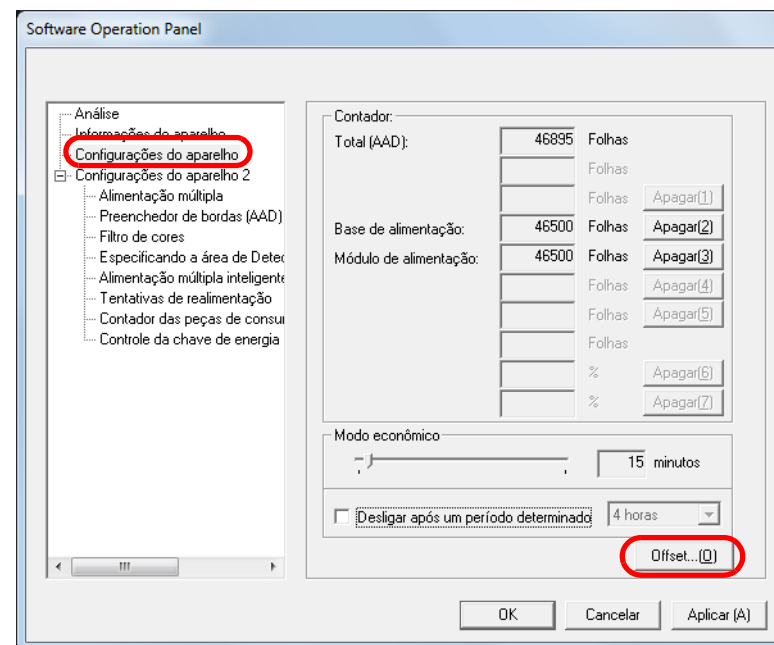 Software Operation Panel
Análise
Informações do aparelho
Configurações do aparelho
Configurações do aparelho 2
Alimentação múltipla
Preenchedor de bordas (AAD)
Filtro de cores
Especificando a área de Detec
Alimentação múltipla inteligente
Tentativas de realimentação
Contador das peças de consu
Controle da chave de energia
Contador:
Total (AAD): 46895 Folhas
Folhas
Folhas Apagar(1)
Base de alimentação: 46500 Folhas Apagar(2)
Módulo de alimentação: 46500 Folhas Apagar(3)
Folhas Apagar(4)
Folhas Apagar(5)
Folhas
% Apagar(6)
% Apagar(7)
Modo econômico
15 minutos
Desligar após um período determinado 4 horas
Offset...(O)
OK Cancelar Aplicar (A)